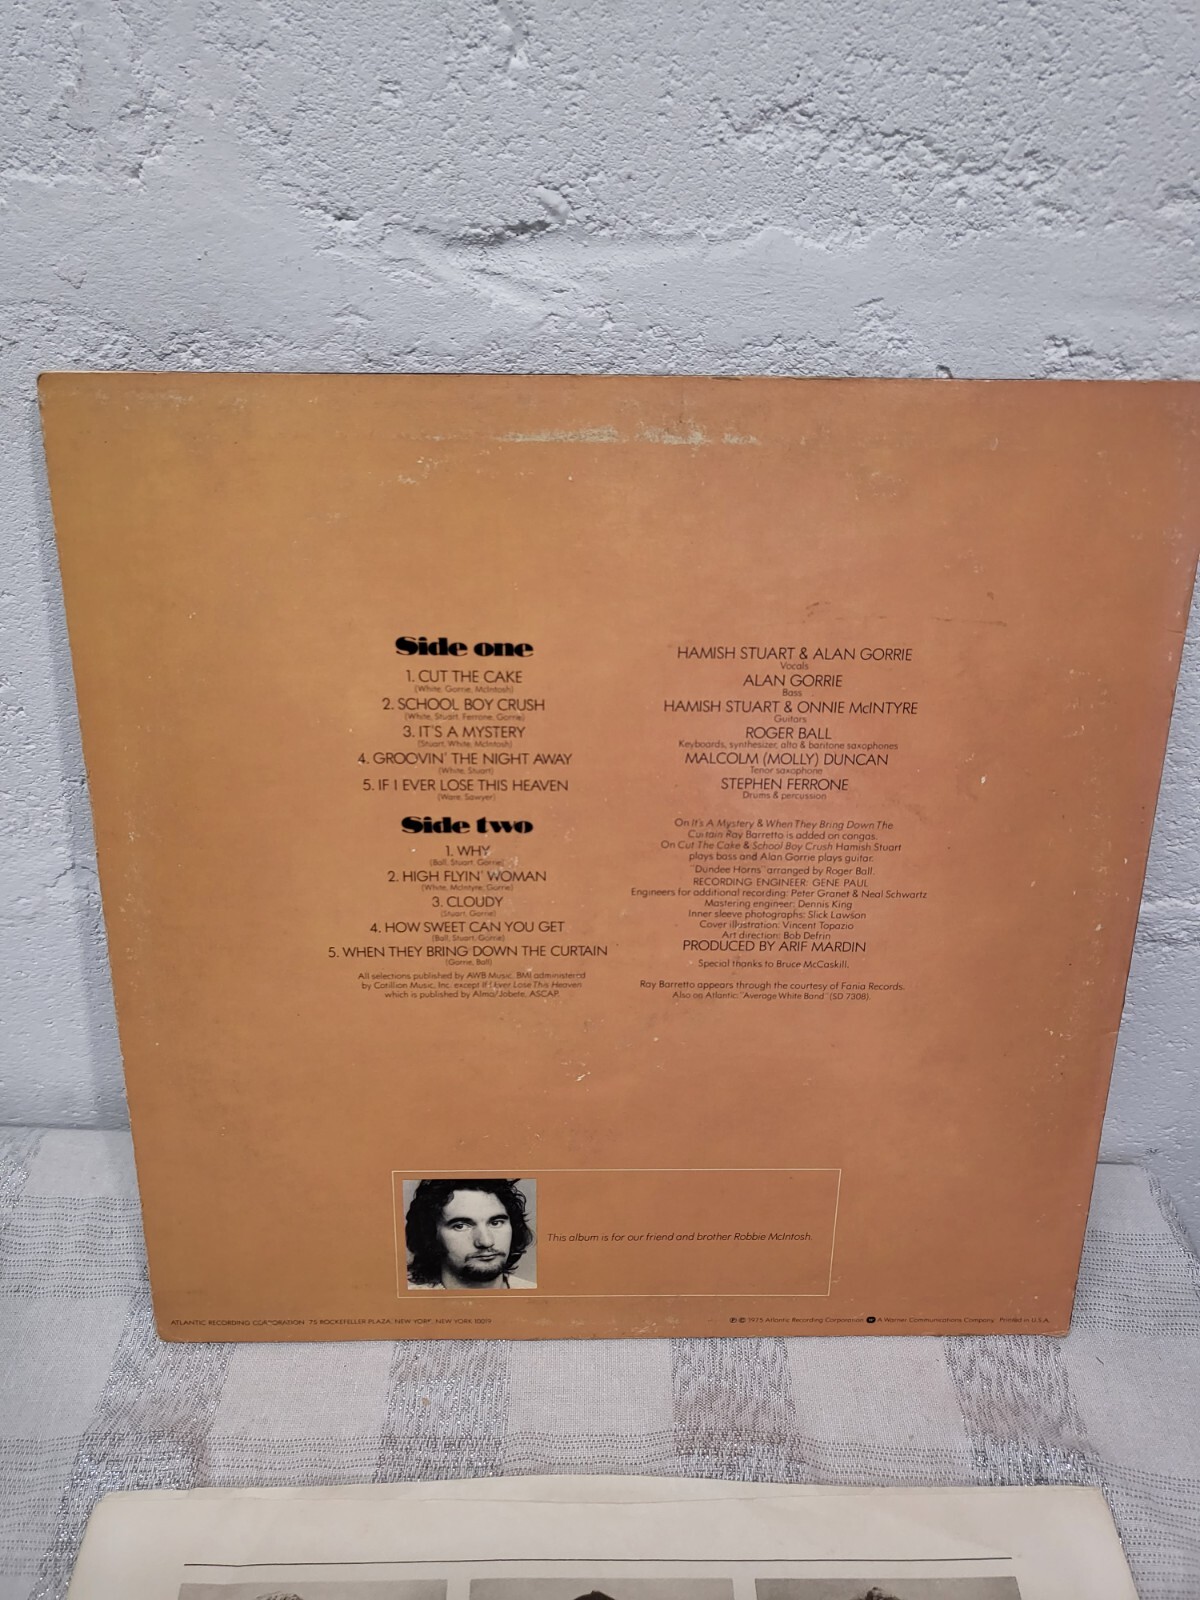 Side one
1. CUT THE CAKE
(White, Gorrie, McIntosh)
2. SCHOOL BOY CRUSH
(White, Stuart, Ferrone, Gorrie)
3. IT'S A MYSTERY
(Stuart, White, McIntosh)
4. GROOVIN' THE NIGHT AWAY
(White, Stuart)
5. IF I EVER LOSE THIS HEAVEN
(Ware, Sawyer)
Side two
1. WHY
(Ball, Stuart, Gorrie)
2. HIGH FLYIN' WOMAN
(White, McIntyre, Gorrie)
3. CLOUDY
(Stuart, Gorrie)
4. HOW SWEET CAN YOU GET
(Ball, Stuart, Gorrie)
5. WHEN THEY BRING DOWN THE CURTAIN
(Gorrie, Ball)
All selections published by AWB Music, BMI administered
by Cotillion Music, Inc. except If I Ever Lose This Heaven
which is published by Almo/Jobete, ASCAP.
HAMISH STUART & ALAN GORRIE
Vocals
ALAN GORRIE
Bass
HAMISH STUART & ONNIE McINTYRE
Guitars
ROGER BALL
Keyboards, synthesizer, alto & baritone saxophones
MALCOLM (MOLLY) DUNCAN
Tenor saxophone
STEPHEN FERRONE
Drums & percussion
On It's A Mystery & When They Bring Down The
Curtain Ray Barretto is added on congas.
On Cut The Cake & School Boy Crush Hamish Stuart
plays bass and Alan Gorrie plays guitar.
"Dundee Horns" arranged by Roger Ball.
RECORDING ENGINEER: GENE PAUL
Engineers for additional recording: Peter Granet & Neal Schwartz
Mastering engineer: Dennis King
Inner sleeve photographs: Slick Lawson
Cover illustration: Vincent Topazio
Art direction: Bob Defrin
PRODUCED BY ARIF MARDIN
Special thanks to Bruce McCaskill.
Ray Barretto appears through the courtesy of Fania Records.
Also on Atlantic: "Average White Band" (SD 7308).
This album is for our friend and brother Robbie McIntosh.
ATLANTIC RECORDING CORPORATION 75 ROCKEFELLER PLAZA, NEW YORK, NEW YORK 10019
℗ © 1975 Atlantic Recording Corporation A Warner Communications Company Printed in U.S.A.